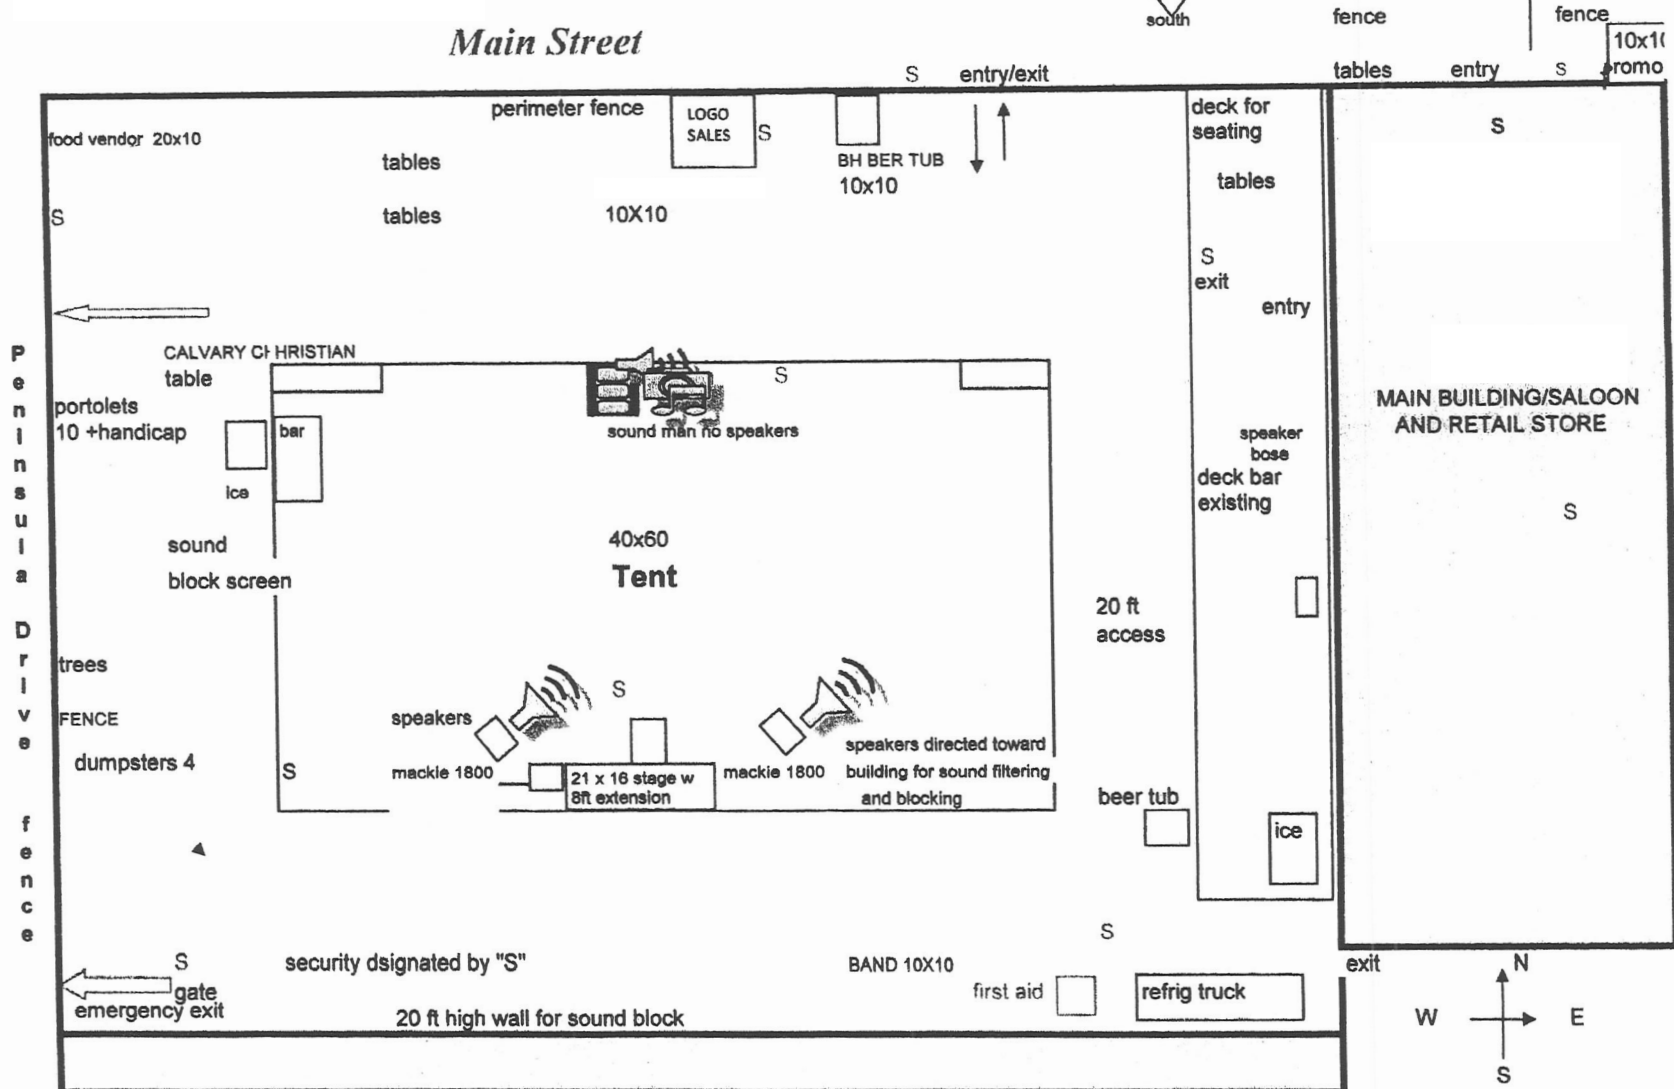 south
fence
fence
Main Street
10x1
S
entry/exit
tables
entry
S
romo
perimeter fence
LOGO
SALES
S
deck for
seating
S
food vendor 20x10
tables
BH BER TUB
10x10
tables
S
tables
10X10
S
exit
entry
CALVARY CHRISTIAN
table
S
portolets
10 +handicap
bar
sound man no speakers
MAIN BUILDING/SALOON
AND RETAIL STORE
speaker
bose
deck bar
existing
ice
S
sound
block screen
40x60
Tent
20 ft
access
Peninsula Drive fence
trees
FENCE
dumpsters 4
S
speakers
S
mackie 1800
21 x 16 stage w
8ft extension
mackie 1800
speakers directed toward
building for sound filtering
and blocking
beer tub
ice
S
S
security dsignated by "S"
BAND 10X10
exit
gate
emergency exit
first aid
refrig truck
20 ft high wall for sound block
N
W
E
S